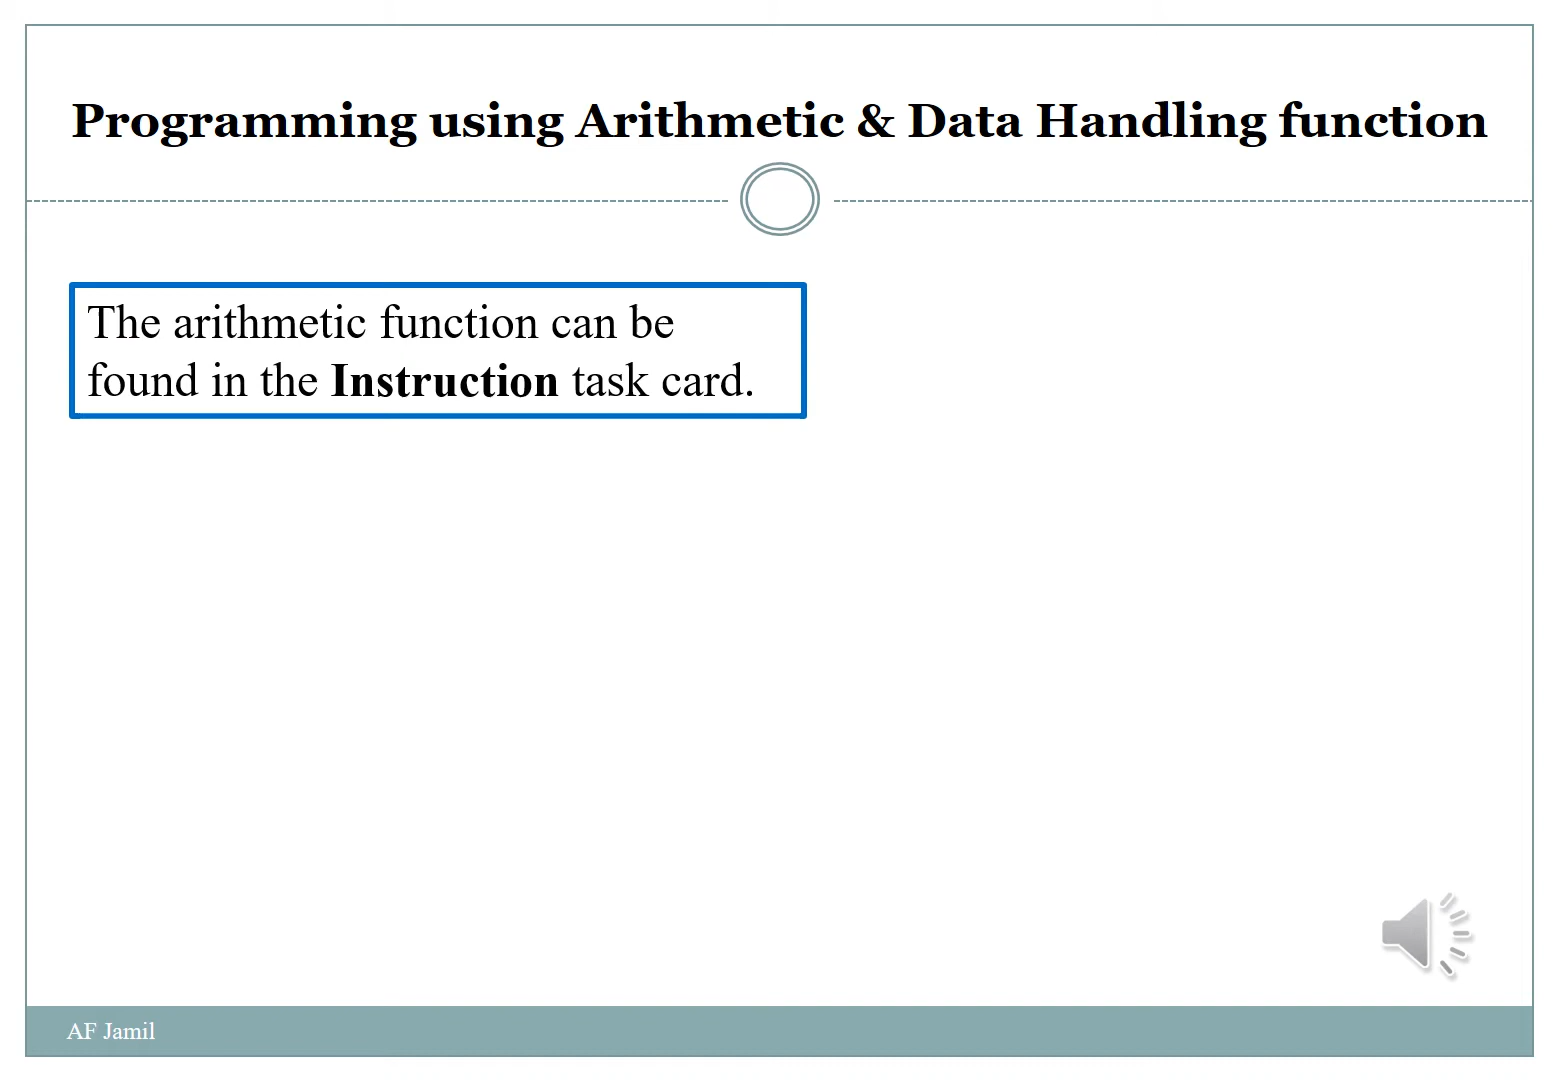 Programming using Arithmetic & Data Handling function
The arithmetic function can be
found in the Instruction task card.
AF Jamil